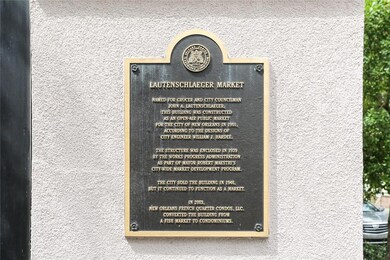 LAUTENSCHLAEGER MARKET
NAMED FOR GROCER AND CITY COUNCILMAN
JOHN A. LAUTENSCHLAEGER,
THIS BUILDING WAS CONSTRUCTED
AS AN OPEN-AIR PUBLIC MARKET
FOR THE CITY OF NEW ORLEANS IN 1901,
ACCORDING TO THE DESIGNS OF
CITY ENGINEER WILLIAM J. HARDEE.
THE STRUCTURE WAS ENCLOSED IN 1939
BY THE WORKS PROGRESS ADMINISTRATION
AS PART OF MAYOR ROBERT MAESTRI'S
CITY-WIDE MARKET DEVELOPMENT PROGRAM.
THE CITY SOLD THE BUILDING IN 1946,
BUT IT CONTINUED TO FUNCTION AS A MARKET.
IN 2002,
NEW ORLEANS FRENCH QUARTER CONDOS, LLC.
CONVERTED THE BUILDING FROM
A FISH MARKET TO CONDOMINIUMS.